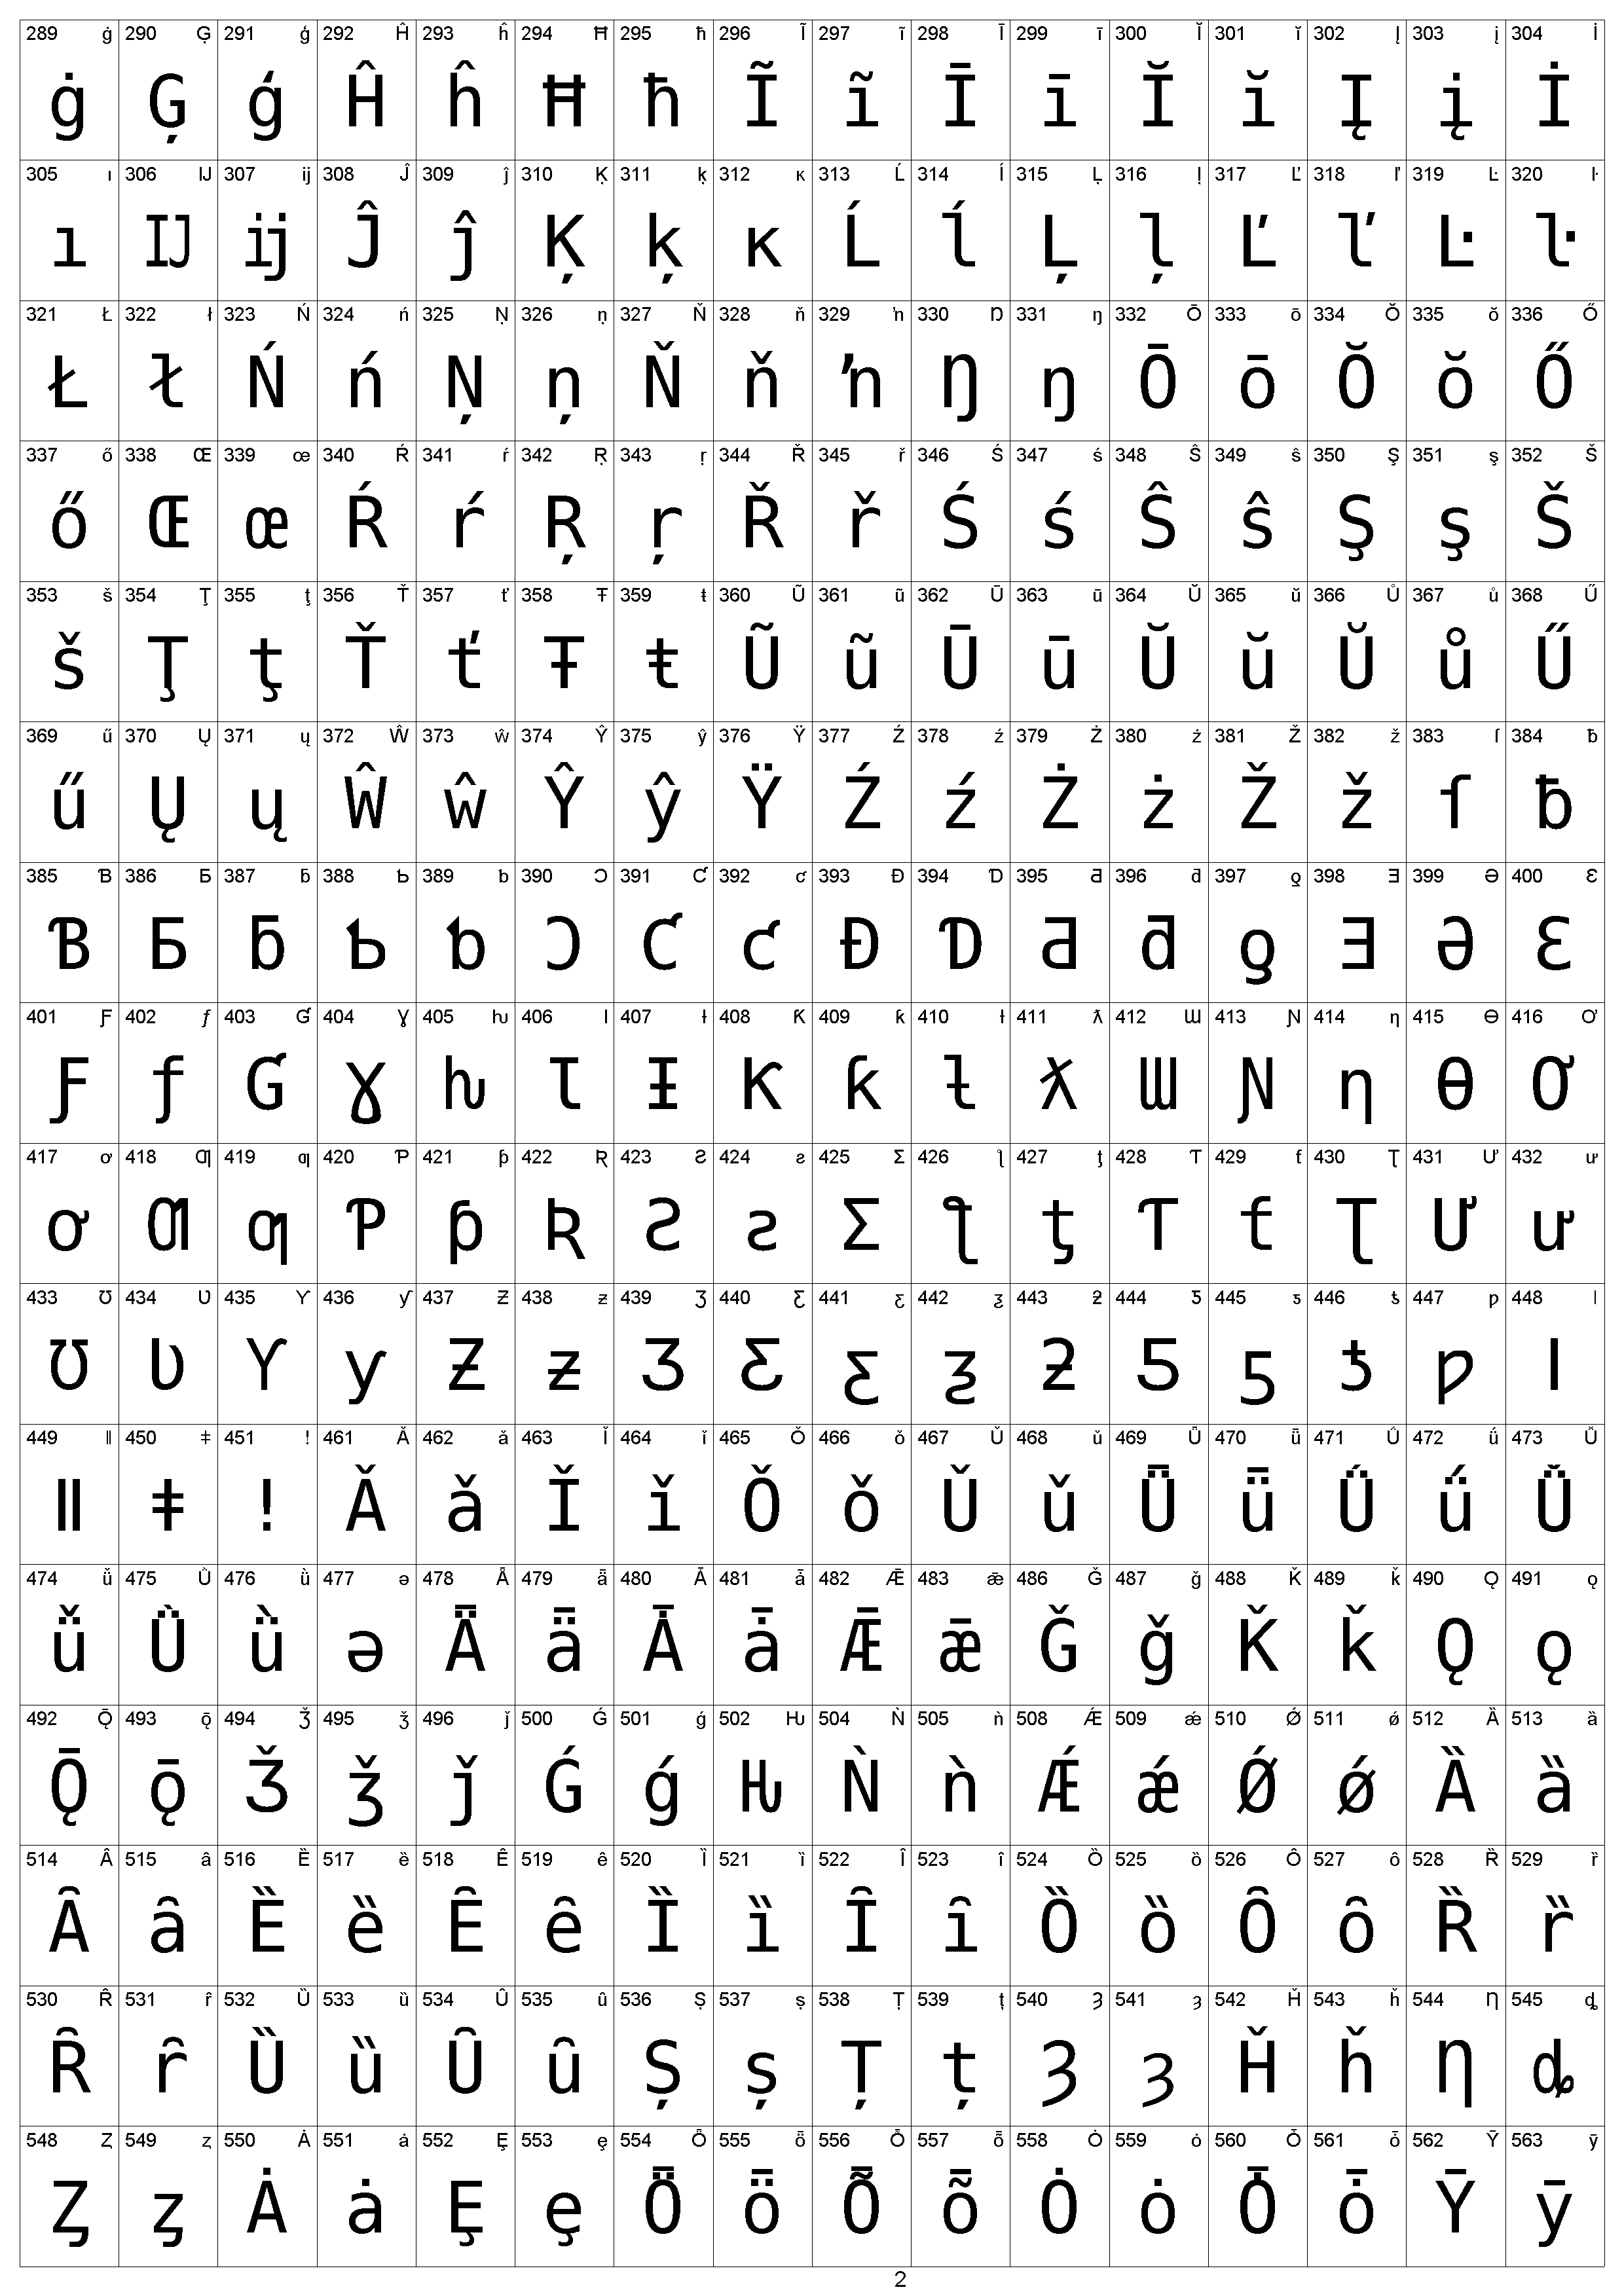 289 ġ 290 Ģ 291 ģ 292 Ĥ 293 ĥ 294 Ħ 295 ħ 296 Ĩ 297 ĩ 298 Ī 299 ī 300 Ĭ 301 ĭ 302 Į 303 į 304 İ
ġ Ģ ģ Ĥ ĥ Ħ ħ Ĩ ĩ Ī ī Ĭ ĭ Į į İ
305 ı 306 Ĳ 307 ĳ 308 Ĵ 309 ĵ 310 Ķ 311 ķ 312 ĸ 313 Ĺ 314 ĺ 315 Ļ 316 ļ 317 Ľ 318 ľ 319 Ŀ 320 ŀ
ı Ĳ ĳ Ĵ ĵ Ķ ķ ĸ Ĺ ĺ Ļ ļ Ľ ľ Ŀ ŀ
321 Ł 322 ł 323 Ń 324 ń 325 Ņ 326 ņ 327 Ň 328 ň 329 ŉ 330 Ŋ 331 ŋ 332 Ō 333 ō 334 Ŏ 335 ŏ 336 Ő
Ł ł Ń ń Ņ ņ Ň ň ŉ Ŋ ŋ Ō ō Ŏ ŏ Ő
337 ő 338 Œ 339 œ 340 Ŕ 341 ŕ 342 Ŗ 343 ŗ 344 Ř 345 ř 346 Ś 347 ś 348 Ŝ 349 ŝ 350 Ş 351 ş 352 Š
ő Œ œ Ŕ ŕ Ŗ ŗ Ř ř Ś ś Ŝ ŝ Ş ş Š
353 š 354 Ţ 355 ţ 356 Ť 357 ť 358 Ŧ 359 ŧ 360 Ũ 361 ũ 362 Ū 363 ū 364 Ŭ 365 ŭ 366 Ů 367 ů 368 Ű
š Ţ ţ Ť ť Ŧ ŧ Ũ ũ Ū ū Ŭ ŭ Ŭ ů Ű
369 ű 370 Ų 371 ų 372 Ŵ 373 ŵ 374 Ŷ 375 ŷ 376 Ÿ 377 Ź 378 ź 379 Ż 380 ż 381 Ž 382 ž 383 ſ 384 ƀ
ű Ų ų Ŵ ŵ Ŷ ŷ Ÿ Ź ź Ż ż Ž ž ſ ƀ
385 Ɓ 386 Ƃ 387 ƃ 388 Ƅ 389 ƅ 390 Ɔ 391 Ƈ 392 ƈ 393 Ɖ 394 Ɗ 395 Ƌ 396 ƌ 397 ƍ 398 Ǝ 399 Ə 400 Ɛ
Ɓ Ƃ ƃ Ƅ ƅ Ɔ Ƈ ƈ Ɖ Ɗ Ƌ ƌ ƍ Ǝ Ə Ɛ
401 Ƒ 402 ƒ 403 Ɠ 404 Ɣ 405 ƕ 406 Ɩ 407 Ɨ 408 Ƙ 409 ƙ 410 ƚ 411 ƛ 412 Ɯ 413 Ɲ 414 ƞ 415 Ɵ 416 Ơ
Ƒ ƒ Ɠ Ɣ ƕ Ɩ Ɨ Ƙ ƙ ƚ ƛ Ɯ Ɲ ƞ Ɵ Ơ
417 ơ 418 Ƣ 419 ƣ 420 Ƥ 421 ƥ 422 Ʀ 423 Ƨ 424 ƨ 425 Ʃ 426 ƪ 427 ƫ 428 Ƭ 429 ƭ 430 Ʈ 431 Ư 432 ư
ơ Ƣ ƣ Ƥ ƥ Ʀ Ƨ ƨ Ʃ ƪ ƫ Ƭ ƭ Ʈ Ư ư
433 Ʊ 434 Ʋ 435 Ƴ 436 ƴ 437 Ƶ 438 ƶ 439 Ʒ 440 Ƹ 441 ƹ 442 ƺ 443 ƻ 444 Ƽ 445 ƽ 446 ƾ 447 ƿ 448 ǀ
Ʊ Ʋ Ƴ ƴ Ƶ ƶ Ʒ Ƹ ƹ ƺ ƻ Ƽ ƽ ƾ ƿ ǀ
449 ǁ 450 ǂ 451 ǃ 461 Ǎ 462 ǎ 463 Ǐ 464 ǐ 465 Ǒ 466 ǒ 467 Ǔ 468 ǔ 469 Ǖ 470 ǖ 471 Ǘ 472 ǘ 473 Ǚ
ǁ ǂ ǃ Ǎ ǎ Ǐ ǐ Ǒ ǒ Ǔ ǔ Ǖ ǖ Ǘ ǘ Ǚ
474 ǚ 475 Ǜ 476 ǜ 477 ǝ 478 Ǟ 479 ǟ 480 Ǡ 481 ǡ 482 Ǣ 483 ǣ 486 Ǧ 487 ǧ 488 Ǩ 489 ǩ 490 Ǫ 491 ǫ
ǚ Ǜ ǜ ǝ Ǟ ǟ Ǡ ǡ Ǣ ǣ Ǧ ǧ Ǩ ǩ Ǫ ǫ
492 Ǭ 493 ǭ 494 Ǯ 495 ǯ 496 ǰ 500 Ǵ 501 ǵ 502 Ƕ 504 Ǹ 505 ǹ 508 Ǽ 509 ǽ 510 Ǿ 511 ǿ 512 Ȁ 513 ȁ
Ǭ ǭ Ǯ ǯ ǰ Ǵ ǵ Ƕ Ǹ ǹ Ǽ ǽ Ǿ ǿ Ȁ ȁ
514 Ȃ 515 ȃ 516 Ȅ 517 ȅ 518 Ȇ 519 ȇ 520 Ȉ 521 ȉ 522 Ȋ 523 ȋ 524 Ȍ 525 ȍ 526 Ȏ 527 ȏ 528 Ȑ 529 ȑ
Ȃ ȃ Ȅ ȅ Ȇ ȇ Ȉ ȉ Ȋ ȋ Ȍ ȍ Ȏ ȏ Ȑ ȑ
530 Ȓ 531 ȓ 532 Ȕ 533 ȕ 534 Ȗ 535 ȗ 536 Ș 537 ș 538 Ț 539 ț 540 Ȝ 541 ȝ 542 Ȟ 543 ȟ 544 Ƞ 545 ȡ
Ȓ ȓ Ȕ ȕ Ȗ ȗ Ș ș Ț ț Ȝ ȝ Ȟ ȟ Ƞ ȡ
548 Ȥ 549 ȥ 550 Ȧ 551 ȧ 552 Ȩ 553 ȩ 554 Ȫ 555 ȫ 556 Ȭ 557 ȭ 558 Ȯ 559 ȯ 560 Ȱ 561 ȱ 562 Ȳ 563 ȳ
Ȥ ȥ Ȧ ȧ Ȩ ȩ Ȫ ȫ Ȭ ȭ Ȯ ȯ Ȱ ȱ Ȳ ȳ
2